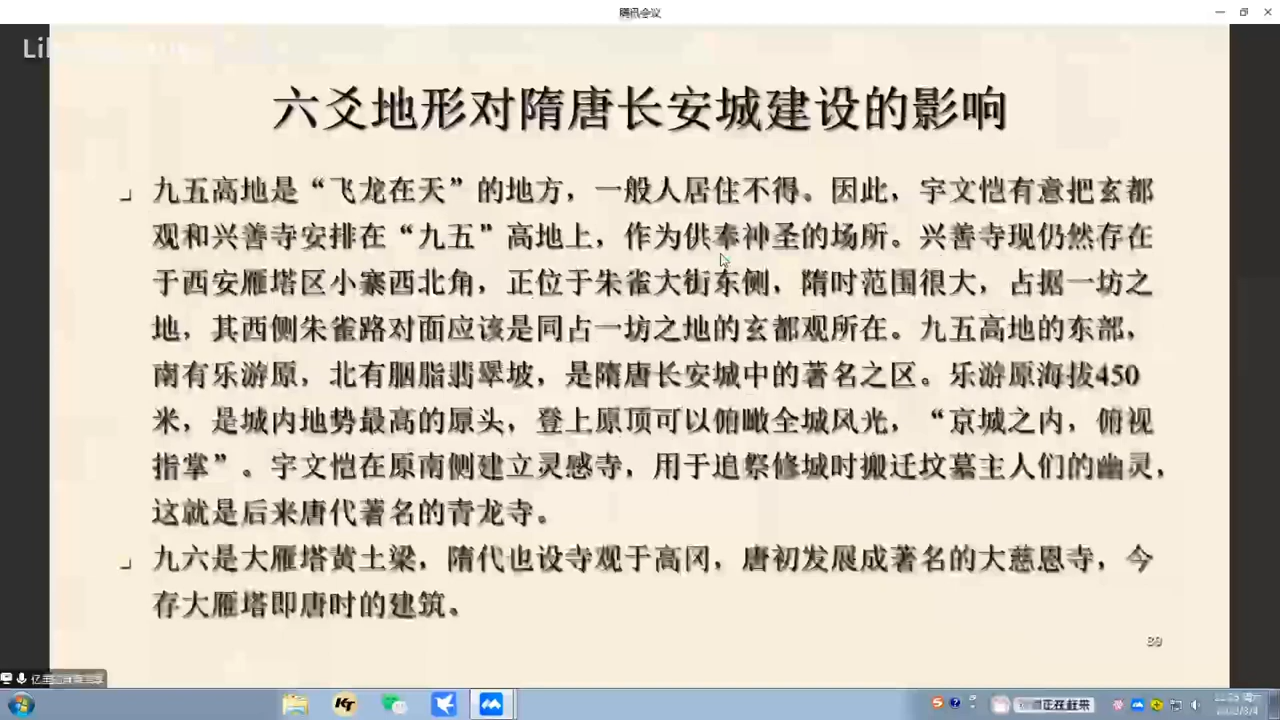 腾讯会议
六爻地形对隋唐长安城建设的影响
九五高地是“飞龙在天”的地方，一般人居住不得。因此，宇文恺有意把玄都
观和兴善寺安排在“九五”高地上，作为供奉神圣的场所。兴善寺现仍然存在
于西安雁塔区小寨西北角，正位于朱雀大街东侧，隋时范围很大，占据一坊之
地，其西侧朱雀路对面应该是同占一坊之地的玄都观所在。九五高地的东部，
南有乐游原，北有胭脂翡翠坡，是隋唐长安城中的著名之区。乐游原海拔450
米，是城内地势最高的原头，登上原顶可以俯瞰全城风光，“京城之内，俯视
指掌”。宇文恺在原南侧建立灵感寺，用于追祭修城时搬迁坟墓主人们的幽灵，
这就是后来唐代著名的青龙寺。
九六是大雁塔黄土梁，隋代也设寺观于高冈，唐初发展成著名的大慈恩寺，今
存大雁塔即唐时的建筑。
正在赶来